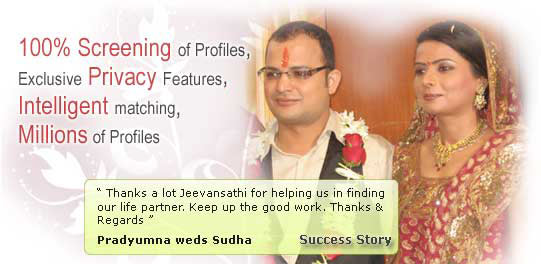 100% Screening of Profiles,
Exclusive Privacy Features,
Intelligent matching,
Millions of Profiles
“ Thanks a lot Jeevansathi for helping us in finding
our life partner. Keep up the good work. Thanks &
Regards ”
Pradyumna weds Sudha Success Story